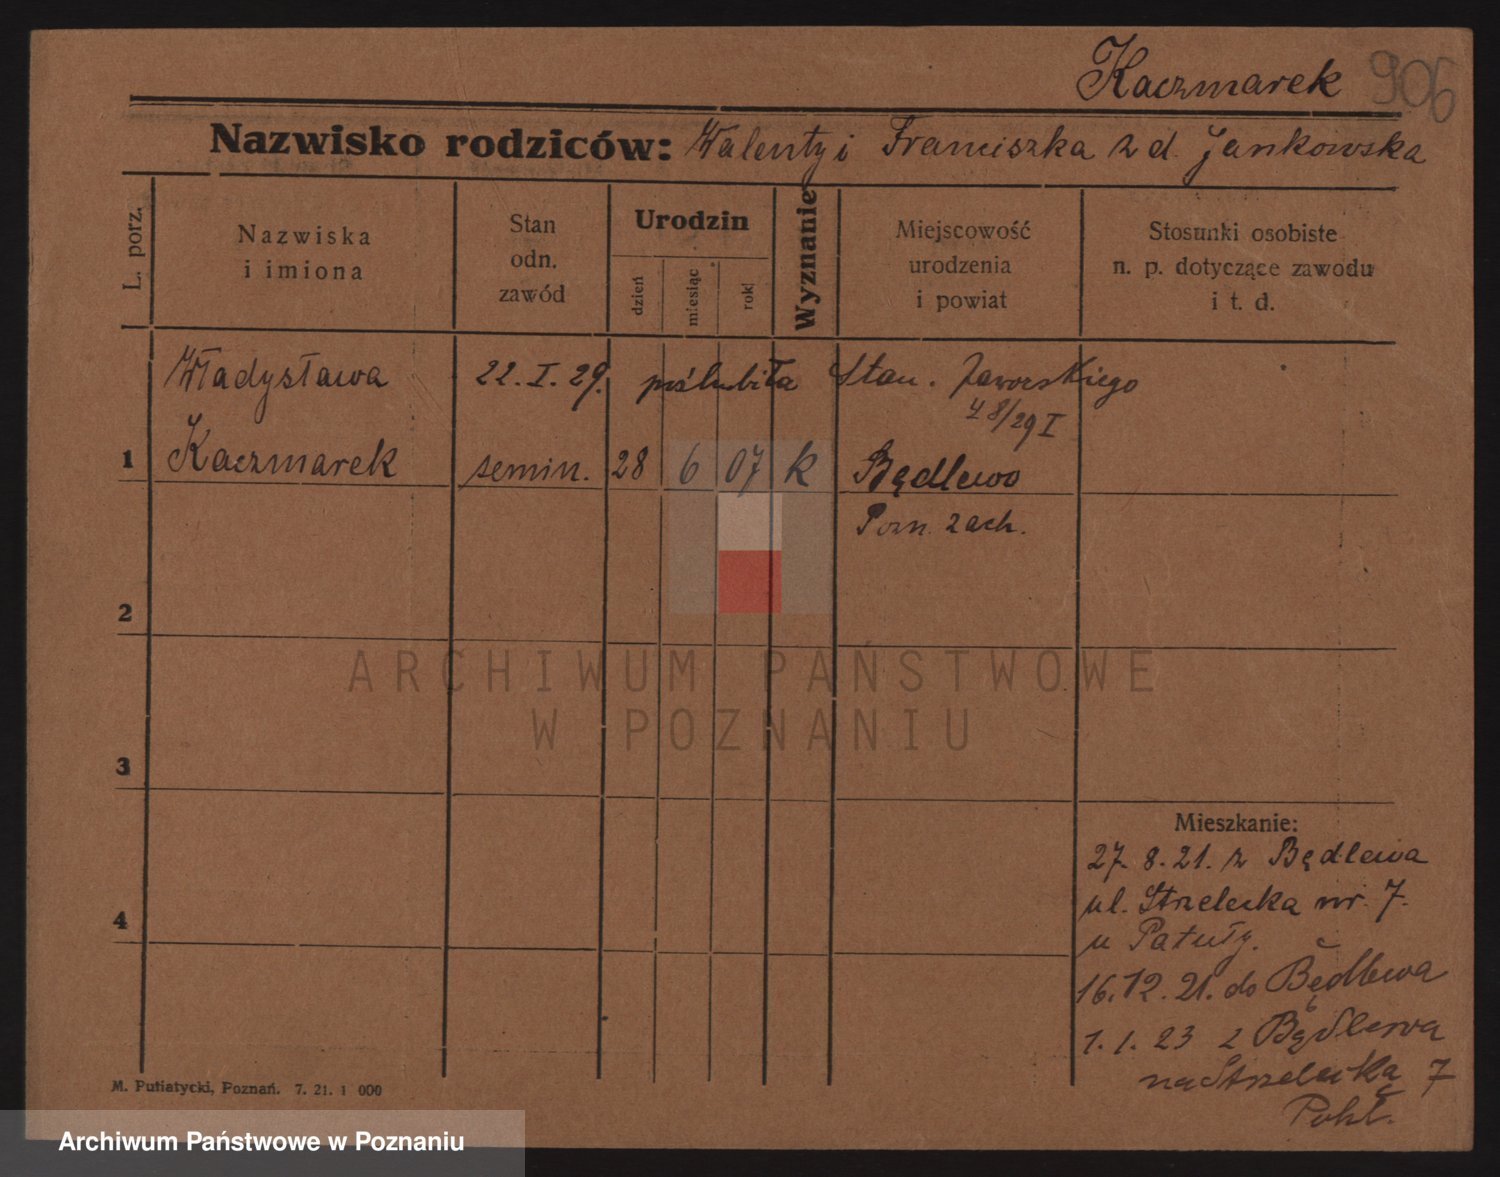 Kaczmarek 906
Nazwisko rodziców: Walenty i Franciszka z d. Jankowska
L. porz.
Nazwiska
i imiona
Stan
odn.
zawód
Urodzin
dzień
miesiąc
rok
Wyznanie
Miejscowość
urodzenia
i powiat
Stosunki osobiste
n. p. dotyczące zawodu
i t. d.
Władysława 22. I. 29. poślubiła Stan. Jaworskiego
48/29 I
1 Kaczmarek semin. 28 6 07 k Będlewo
Pozn. zach.
2
ARCHIWUM PAŃSTWOWE
W POZNANIU
3
4
Mieszkanie:
27. 8. 21. z Będlewa
ul. Strzelecka nr. 7.
u Patuły.
16. 12. 21. do Będlewa
1. 1. 23 z Będlewa
na Strzelecką 7
M. Putiatycki, Poznań. 7. 21. 1 000
Archiwum Państwowe w Poznaniu